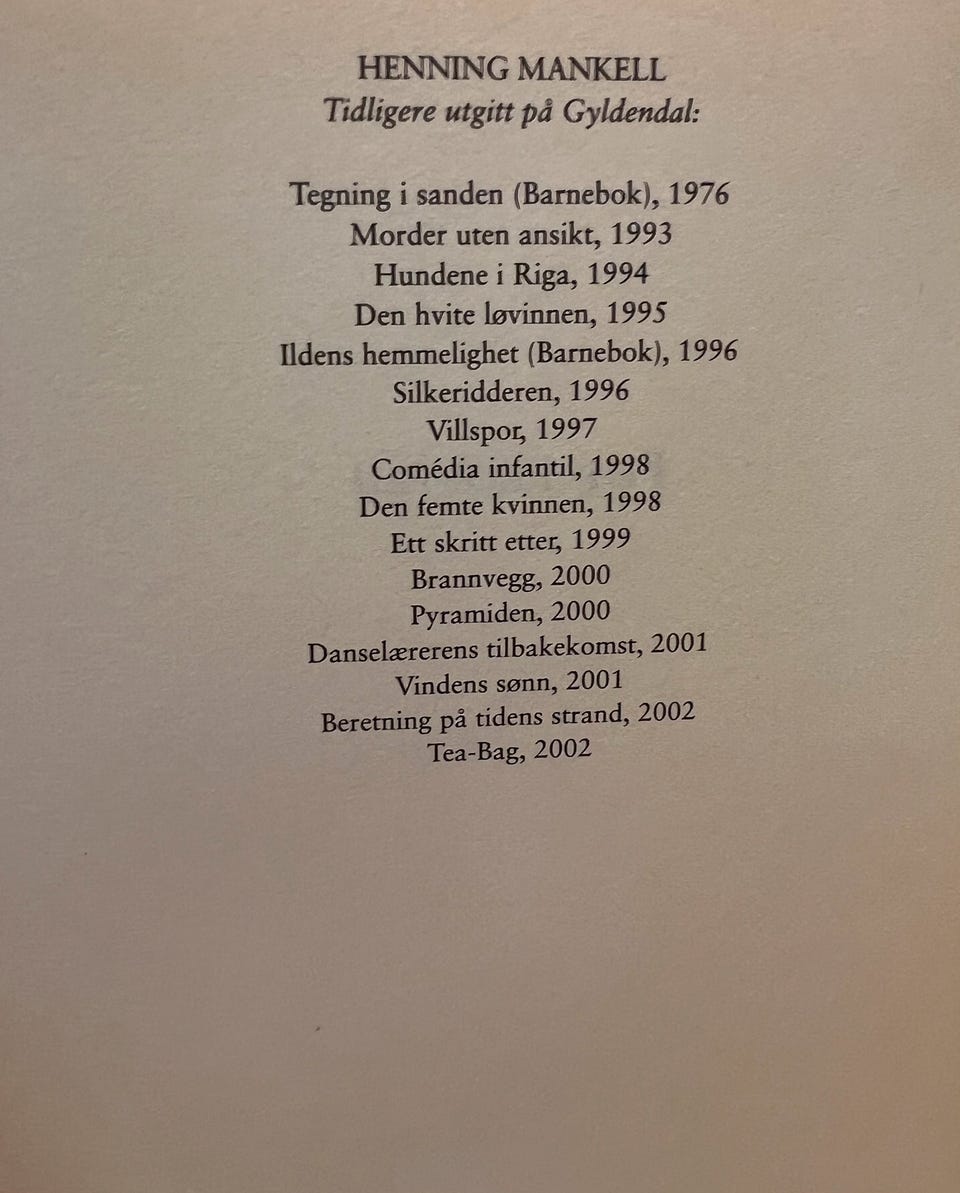 HENNING MANKELL
Tidligere utgitt på Gyldendal:
Tegning i sanden (Barnebok), 1976
Morder uten ansikt, 1993
Hundene i Riga, 1994
Den hvite løvinnen, 1995
Ildens hemmelighet (Barnebok), 1996
Silkeridderen, 1996
Villspor, 1997
Comédia infantil, 1998
Den femte kvinnen, 1998
Ett skritt etter, 1999
Brannvegg, 2000
Pyramiden, 2000
Danselærerens tilbakekomst, 2001
Vindens sønn, 2001
Beretning på tidens strand, 2002
Tea-Bag, 2002